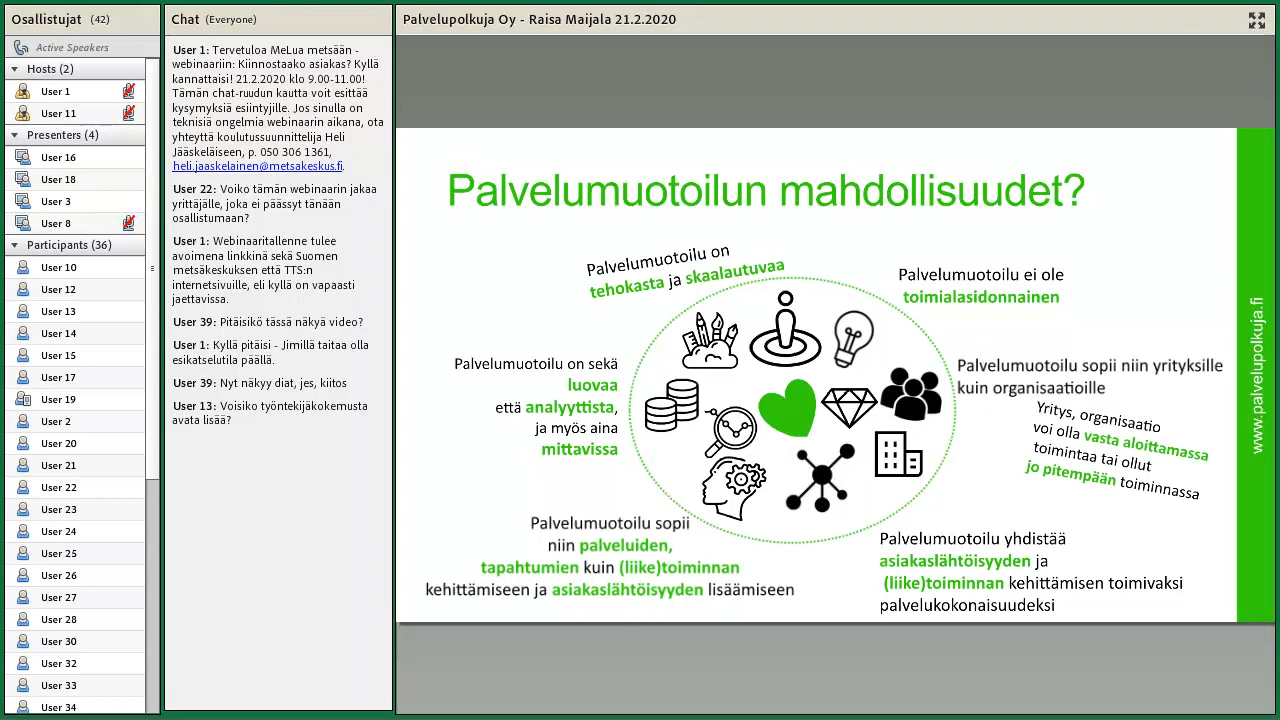 Osallistujat (42)
Active Speakers
Hosts (2)
User 1
User 11
Presenters (4)
User 16
User 18
User 3
User 8
Participants (36)
User 10
User 12
User 13
User 14
User 15
User 17
User 19
User 2
User 20
User 21
User 22
User 23
User 24
User 25
User 26
User 27
User 28
User 30
User 32
User 33
User 34
Chat (Everyone)
User 1: Tervetuloa MeLua metsään -
webinaariin: Kiinnostaako asiakas? Kyllä
kannattaisi! 21.2.2020 klo 9.00-11.00!
Tämän chat-ruudun kautta voit esittää
kysymyksiä esiintyjille. Jos sinulla on
teknisiä ongelmia webinaarin aikana, ota
yhteyttä koulutussuunnittelija Heli
Jääskeläiseen, p. 050 306 1361,
heli.jaaskelainen@metsakeskus.fi.
User 22: Voiko tämän webinaarin jakaa
yrittäjälle, joka ei päässyt tänään
osallistumaan?
User 1: Webinaaritallenne tulee
avoimena linkkinä sekä Suomen
metsäkeskuksen että TTS:n
internetsivuille, eli kyllä on vapaasti
jaettavissa.
User 39: Pitäisikö tässä näkyä video?
User 1: Kyllä pitäisi - Jimillä taitaa olla
esikatselutila päällä.
User 39: Nyt näkyy diat, jes, kiitos
User 13: Voisiko työntekijäkokemusta
avata lisää?
Palvelupolkuja Oy - Raisa Maijala 21.2.2020
Palvelumuotoilun mahdollisuudet?
Palvelumuotoilu on
tehokasta ja skaalautuvaa
Palvelumuotoilu ei ole
toimialasidonnainen
Palvelumuotoilu on sekä
luovaa
että analyyttista,
ja myös aina
mittavissa
Palvelumuotoilu sopii niin yrityksille
kuin organisaatioille
Yritys, organisaatio
voi olla vasta aloittamassa
toimintaa tai ollut
jo pitempään toiminnassa
Palvelumuotoilu sopii
niin palveluiden,
tapahtumien kuin (liike)toiminnan
kehittämiseen ja asiakaslähtöisyyden lisäämiseen
Palvelumuotoilu yhdistää
asiakaslähtöisyyden ja
(liike)toiminnan kehittämisen toimivaksi
palvelukokonaisuudeksi
www.palvelupolkuja.fi